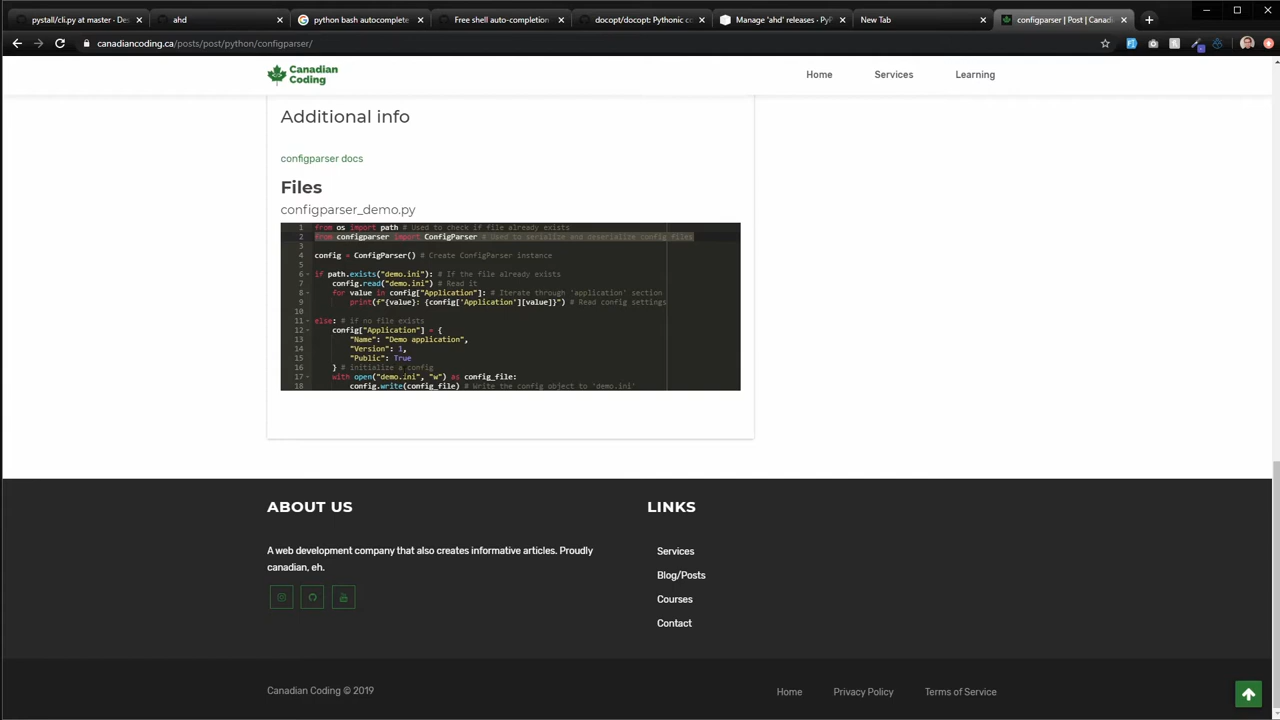 pystall/cli.py at master · Des
ahd
python bash autocomplete
Free shell auto-completion
docopt/docopt: Pythonic co
Manage 'ahd' releases · PyP
New Tab
configparser | Post | Canadi
canadiancoding.ca/posts/post/python/configparser/
Canadian Coding
Home
Services
Learning
Additional info
configparser docs
Files
configparser_demo.py
1 from os import path # Used to check if file already exists
2 from configparser import ConfigParser # Used to serialize and deserialize config files
3
4 config = ConfigParser() # Create ConfigParser instance
5
6 if path.exists("demo.ini"): # If the file already exists
7 config.read("demo.ini") # Read it
8 for value in config["Application"]: # Iterate through 'application' section
9 print(f"{value}: {config['Application'][value]}") # Read config settings
10
11 else: # if no file exists
12 config["Application"] = {
13 "Name": "Demo application",
14 "Version": 1,
15 "Public": True
16 } # initialize a config
17 with open("demo.ini", "w") as config_file:
18 config.write(config_file) # Write the config object to 'demo.ini'
ABOUT US
A web development company that also creates informative articles. Proudly
canadian, eh.
LINKS
Services
Blog/Posts
Courses
Contact
Canadian Coding © 2019
Home
Privacy Policy
Terms of Service